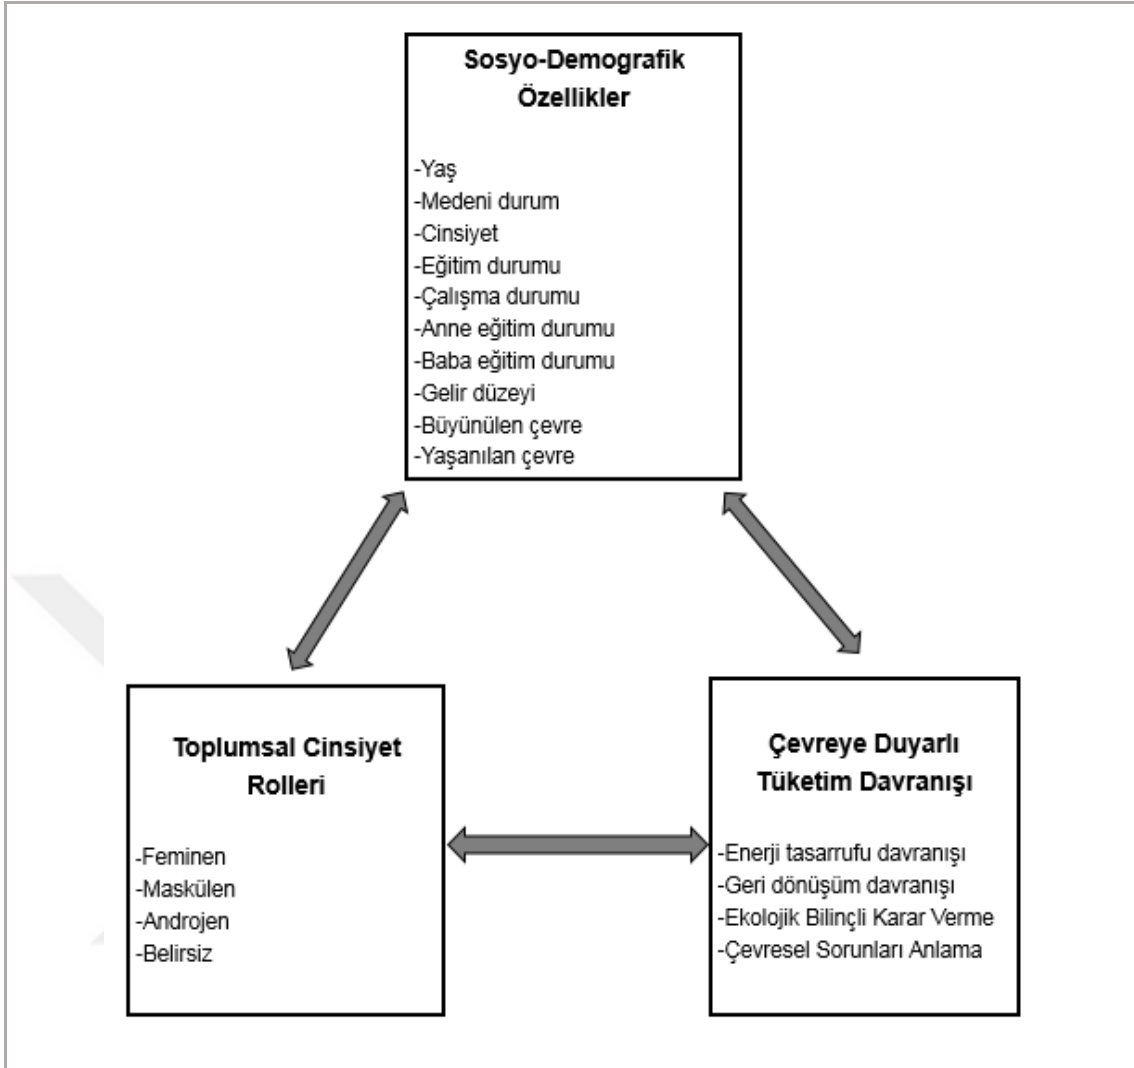 Sosyo-Demografik
Özellikler
-Yaş
-Medeni durum
-Cinsiyet
-Eğitim durumu
-Çalışma durumu
-Anne eğitim durumu
-Baba eğitim durumu
-Gelir düzeyi
-Büyünülen çevre
-Yaşanılan çevre
Toplumsal Cinsiyet
Rolleri
-Feminen
-Maskülen
-Androjen
-Belirsiz
Çevreye Duyarlı
Tüketim Davranışı
-Enerji tasarrufu davranışı
-Geri dönüşüm davranışı
-Ekolojik Bilinçli Karar Verme
-Çevresel Sorunları Anlama